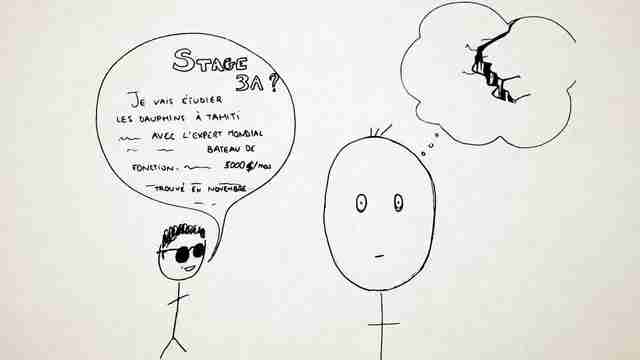 STAGE
3A ?
JE VAIS ÉTUDIER
LES DAUPHINS À TAHITI
AVEC L'EXPERT MONDIAL
BATEAU DE
FONCTION. 5000$/mois
TROUVÉ EN NOVEMBRE